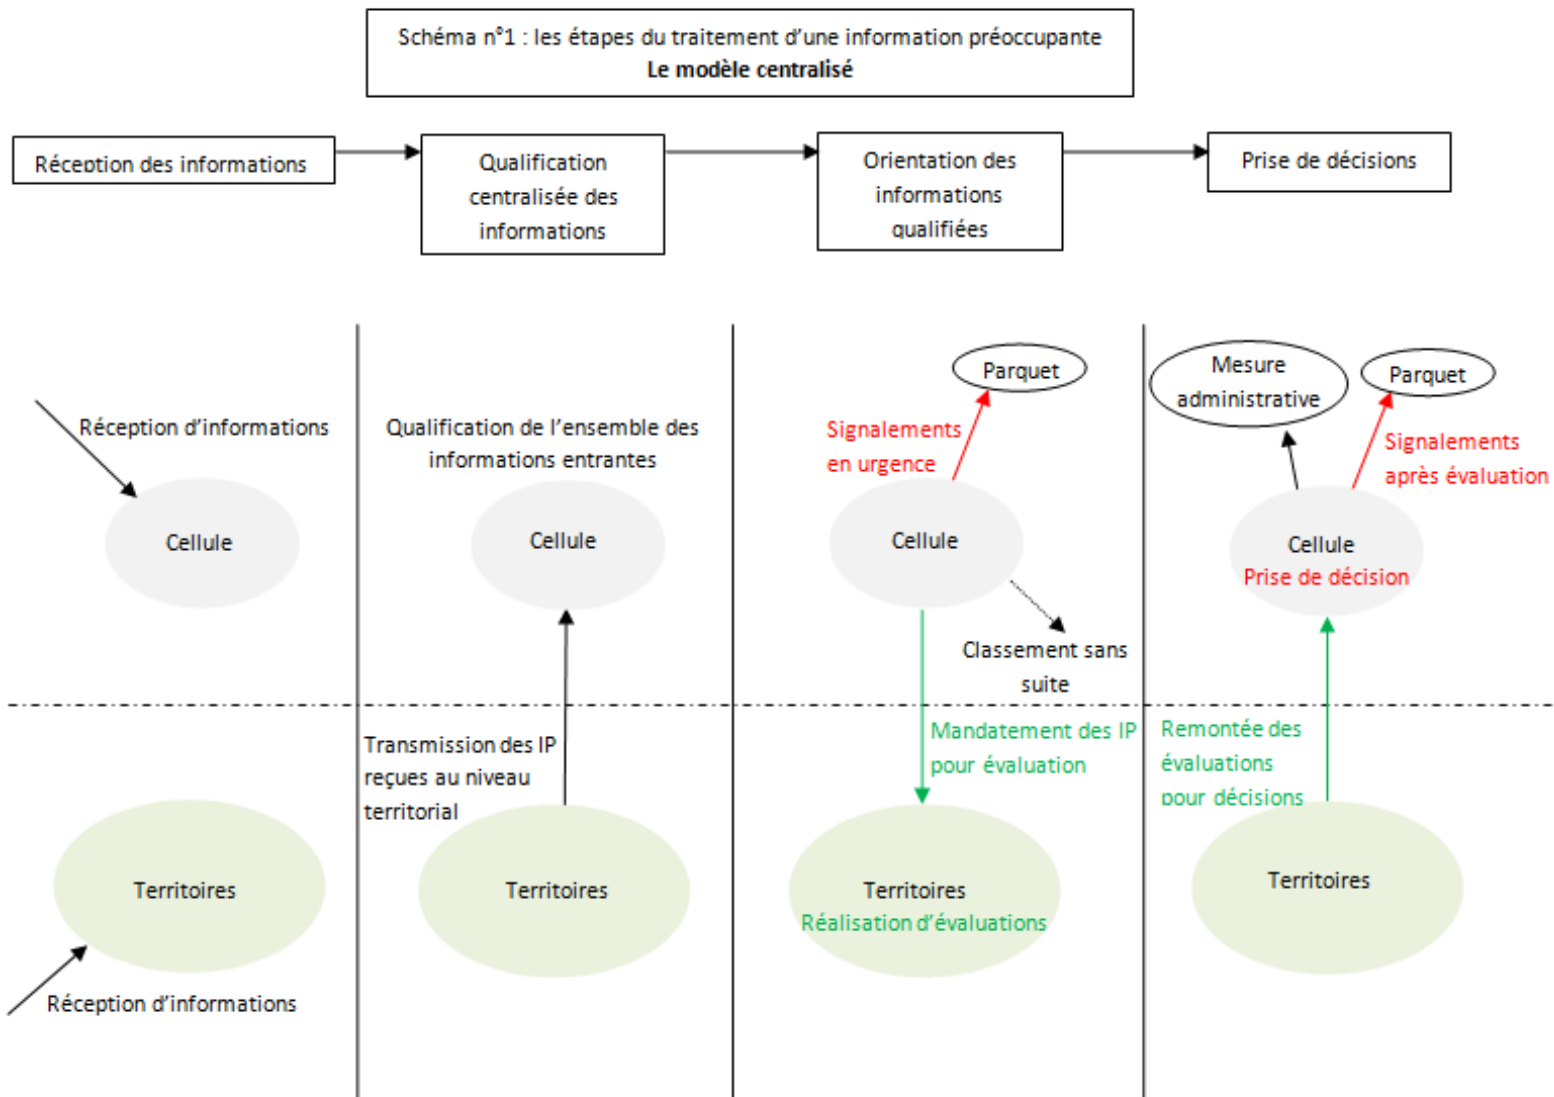 Schéma n°1 : les étapes du traitement d'une information préoccupante
Le modèle centralisé
Réception des informations
Qualification
centralisée des
informations
Orientation des
informations
qualifiées
Prise de décisions
Réception d'informations
Cellule
Territoires
Réception d'informations
Qualification de l'ensemble des
informations entrantes
Cellule
Transmission des IP
reçues au niveau
territorial
Territoires
Parquet
Signalements
en urgence
Cellule
Classement sans
suite
Mandatement des IP
pour évaluation
Territoires
Réalisation d'évaluations
Mesure
administrative
Parquet
Signalements
après évaluation
Cellule
Prise de décision
Remontée des
évaluations
pour décisions
Territoires